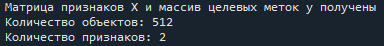 Матрица признаков X и массив целевых меток y получены
Количество объектов: 512
Количество признаков: 2